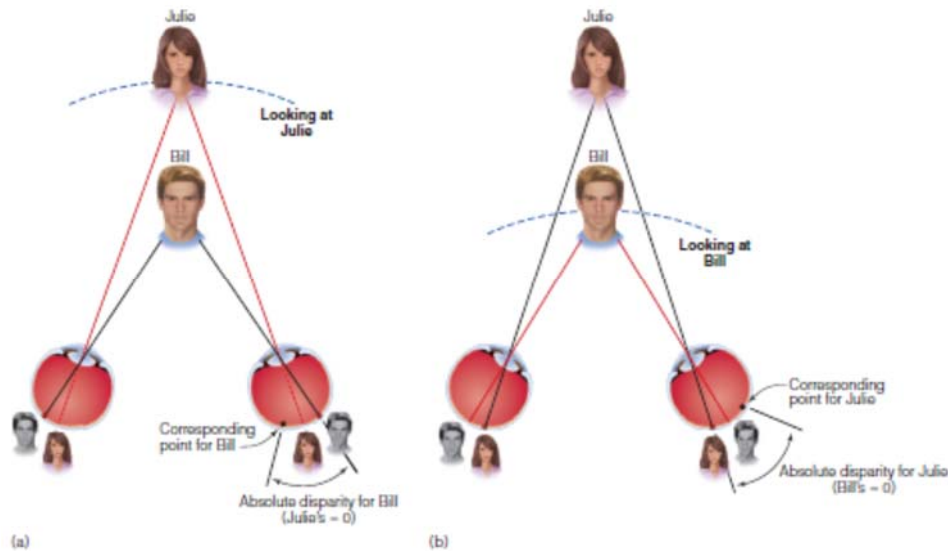 Julie
Looking at
Julie
Bill
Corresponding
point for Bill
Absolute disparity for Bill
(Julie's = 0)
(a)
Julie
Bill
Looking at
Bill
Corresponding
point for Julie
Absolute disparity for Julie
(Bill's = 0)
(b)